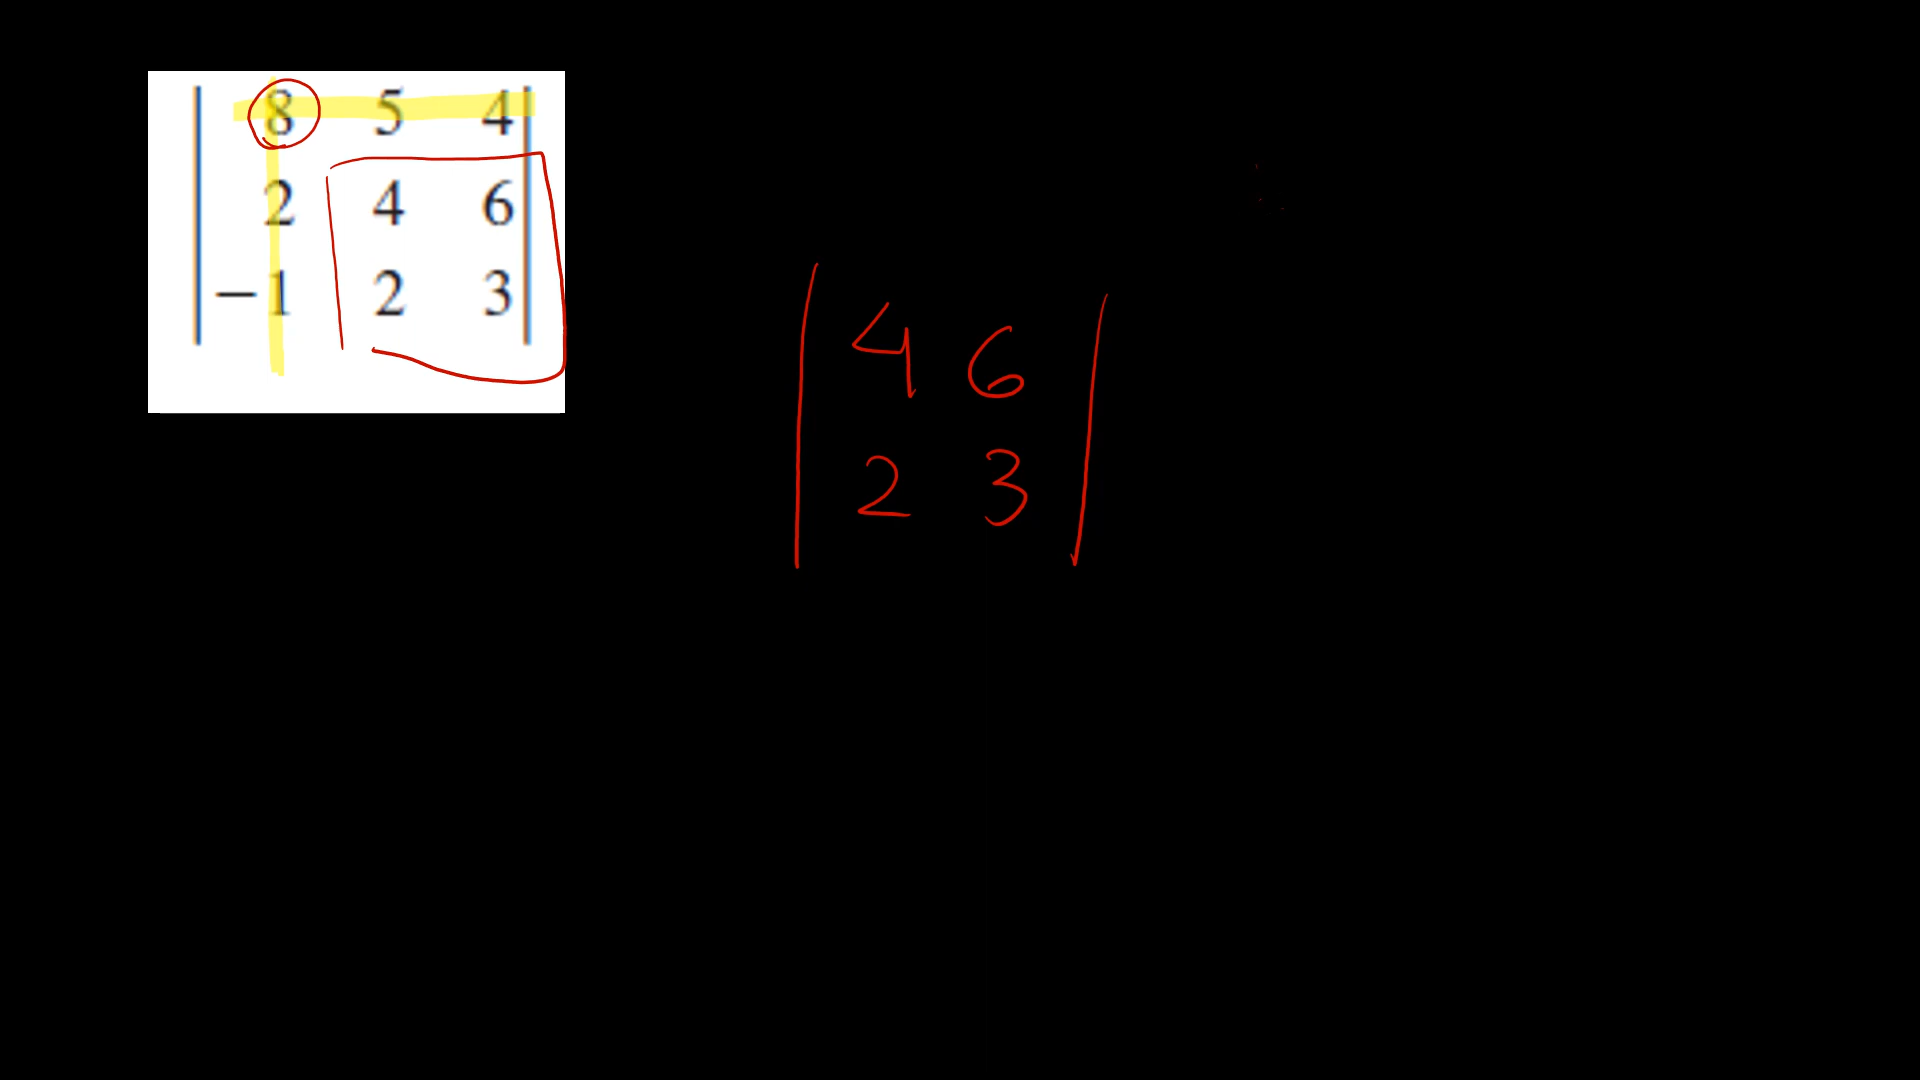 | 8 5 4 |
| 2 4 6 |
| −1 2 3 |
| 4 6 |
| 2 3 |